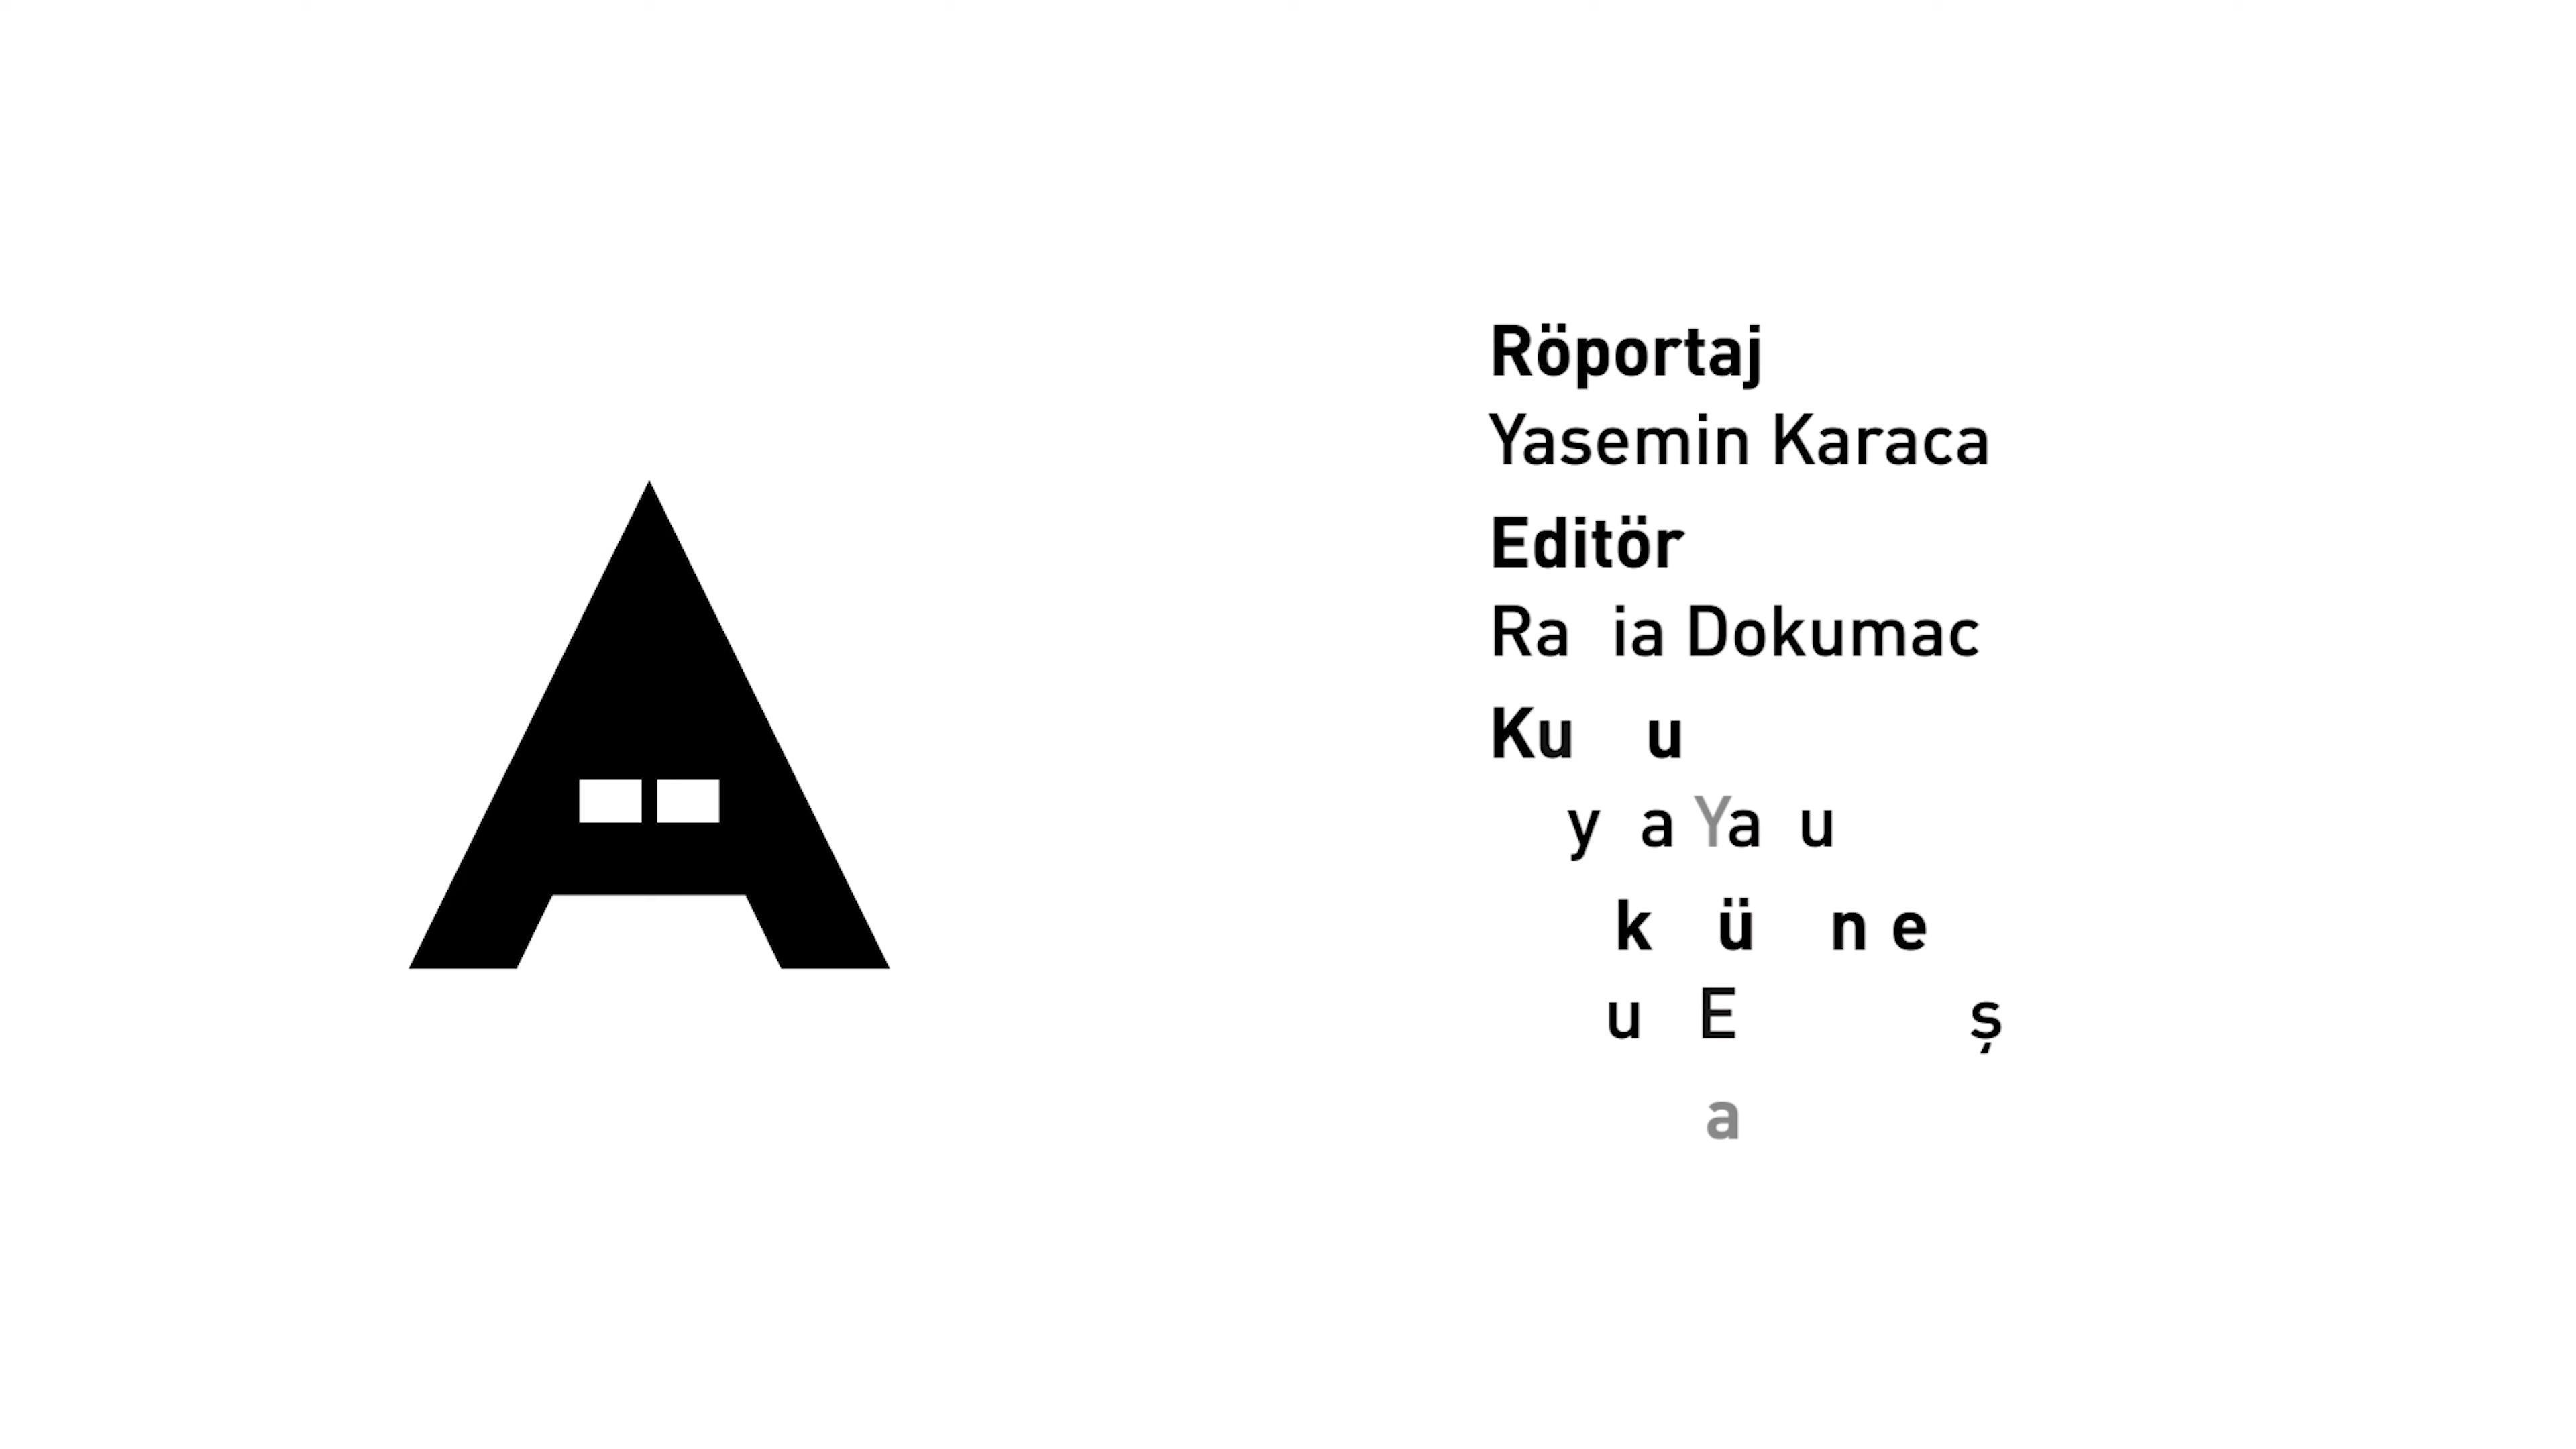 Röportaj
Yasemin Karaca
Editör
Ra ia Dokumac
Ku u
y a Ya u
k ü n e
u E ş
a